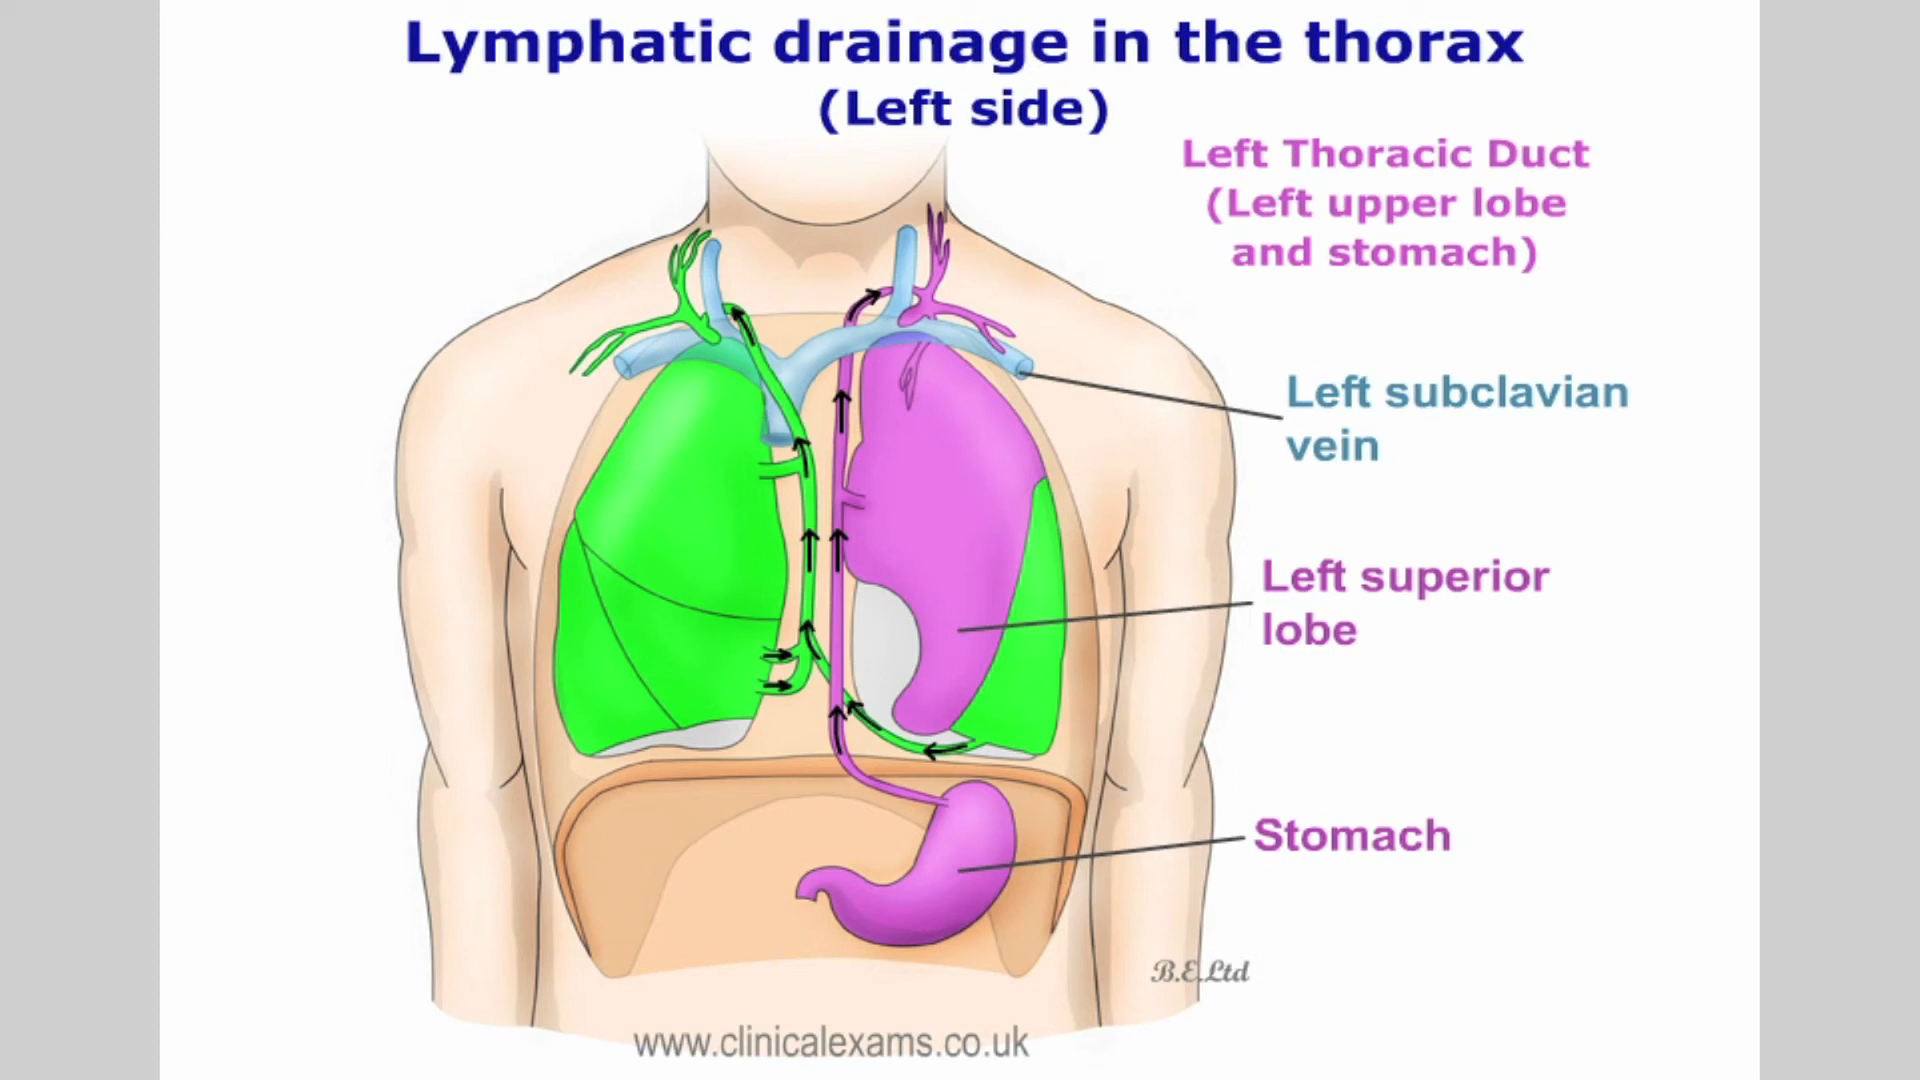 Lymphatic drainage in the thorax
(Left side)
Left Thoracic Duct
(Left upper lobe
and stomach)
Left subclavian
vein
Left superior
lobe
Stomach
B.E.Ltd
www.clinicalexams.co.uk